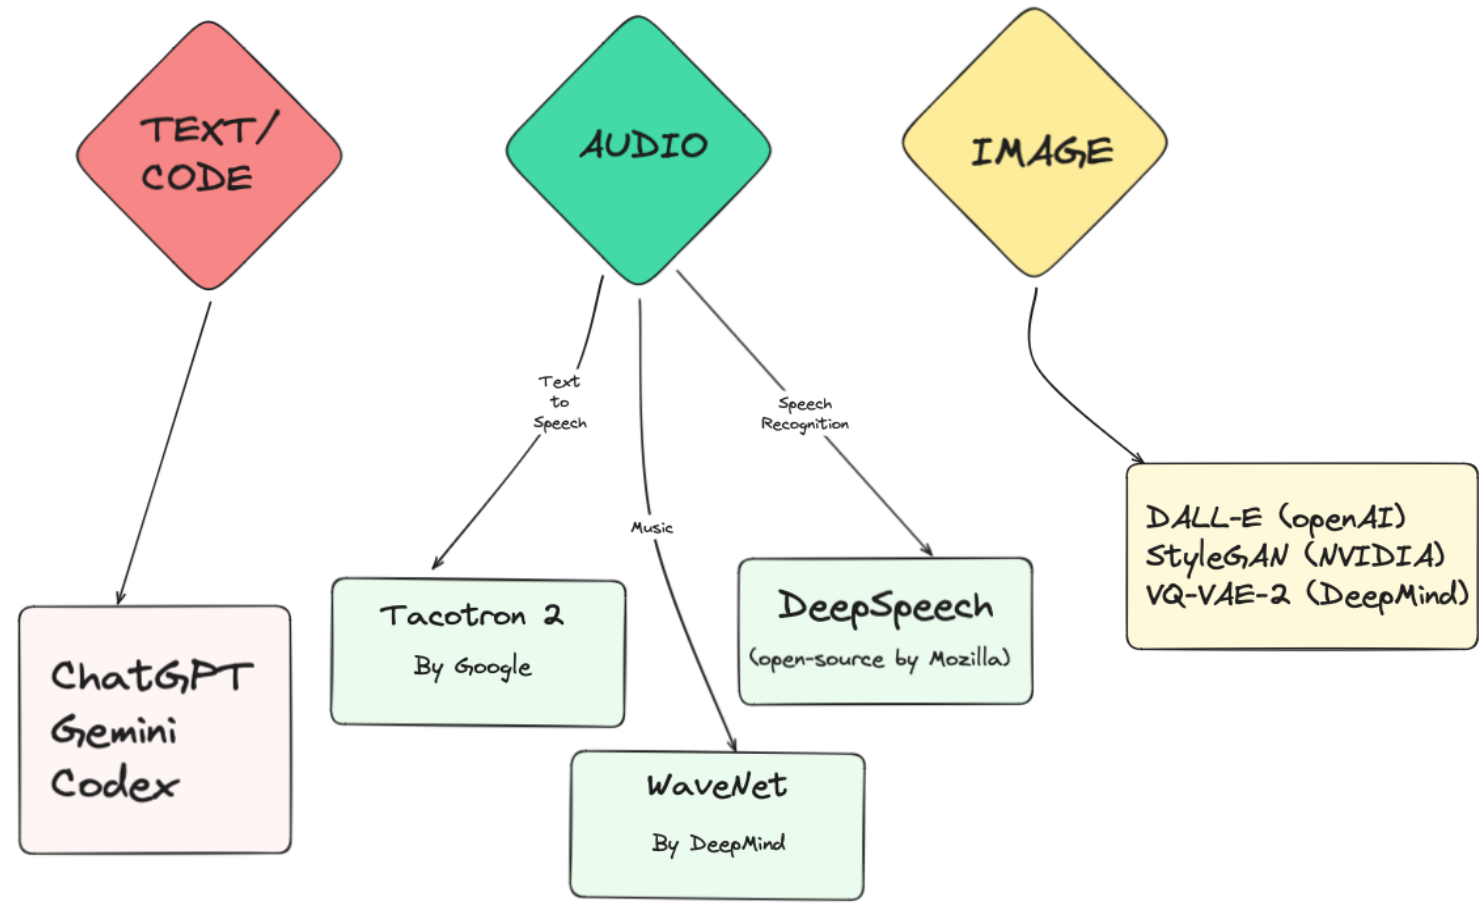 TEXT/
CODE
AUDIO
IMAGE
Text
to
Speech
Speech
Recognition
Music
ChatGPT
Gemini
Codex
Tacotron 2
By Google
WaveNet
By DeepMind
DeepSpeech
(open-source by Mozilla)
DALL-E (openAI)
StyleGAN (NVIDIA)
VQ-VAE-2 (DeepMind)